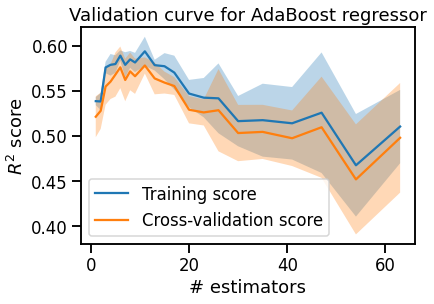 Validation curve for AdaBoost regressor
0.60
0.55
0.50
0.45
0.40
R² score
Training score
Cross-validation score
0 20 40 60
# estimators